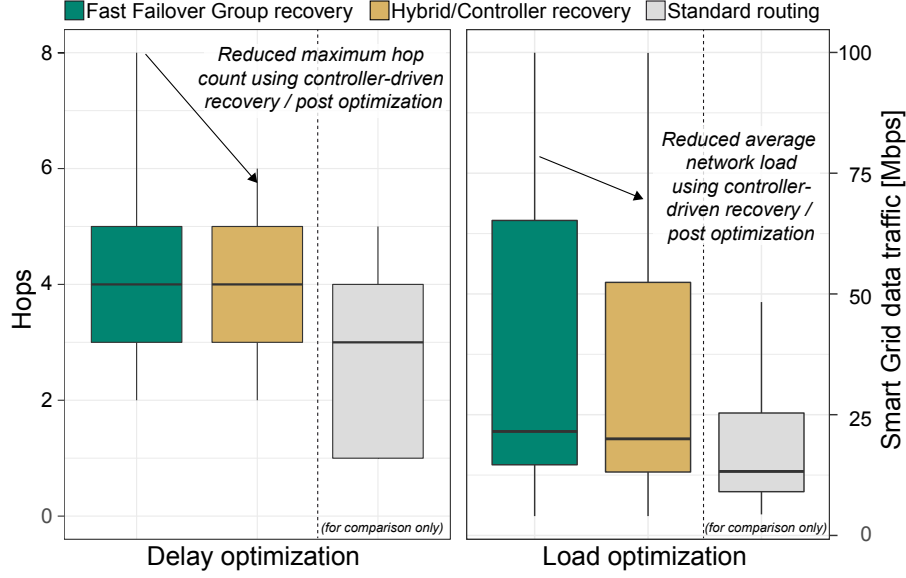 Fast Failover Group recovery Hybrid/Controller recovery Standard routing
8
6
4
2
0
Hops
Reduced maximum hop
count using controller-driven
recovery / post optimization
(for comparison only)
Delay optimization
Reduced average
network load
using controller-
driven recovery /
post optimization
(for comparison only)
Load optimization
100
75
50
25
0
Smart Grid data traffic [Mbps]